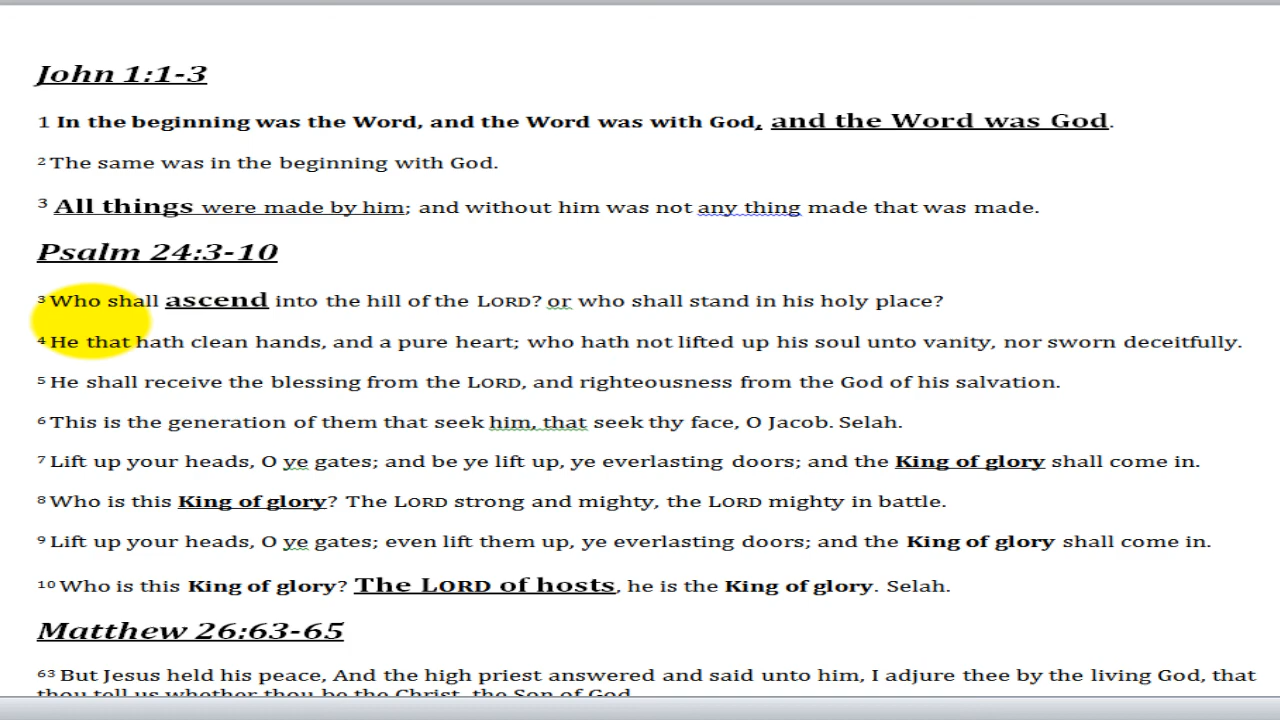 John 1:1-3
1 In the beginning was the Word, and the Word was with God, and the Word was God.
2 The same was in the beginning with God.
3 All things were made by him; and without him was not any thing made that was made.
Psalm 24:3-10
3 Who shall ascend into the hill of the LORD? or who shall stand in his holy place?
4 He that hath clean hands, and a pure heart; who hath not lifted up his soul unto vanity, nor sworn deceitfully.
5 He shall receive the blessing from the LORD, and righteousness from the God of his salvation.
6 This is the generation of them that seek him, that seek thy face, O Jacob. Selah.
7 Lift up your heads, O ye gates; and be ye lift up, ye everlasting doors; and the King of glory shall come in.
8 Who is this King of glory? The LORD strong and mighty, the LORD mighty in battle.
9 Lift up your heads, O ye gates; even lift them up, ye everlasting doors; and the King of glory shall come in.
10 Who is this King of glory? The LORD of hosts, he is the King of glory. Selah.
Matthew 26:63-65
63 But Jesus held his peace, And the high priest answered and said unto him, I adjure thee by the living God, that
thou tell us whether thou be the Christ, the Son of God.